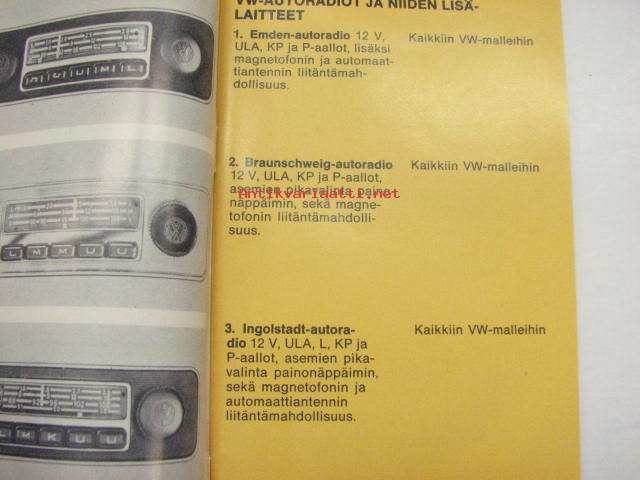 VW-AUTORADIOT JA NIIDEN LISÄ-
LAITTEET
1. Emden-autoradio 12 V,
ULA, KP ja P-aallot, lisäksi
magnetofonin ja automaat-
tiantennin liitäntämah-
dollisuus.
Kaikkiin VW-malleihin
2. Braunschweig-autoradio
12 V, ULA, KP ja P-aallot,
asemien pikavalinta paino-
näppäimin, sekä magne-
tofonin liitäntämahdolli-
suus.
Kaikkiin VW-malleihin
antikvariaatti.net
3. Ingolstadt-autora-
dio 12 V, ULA, L, KP ja
P-aallot, asemien pika-
valinta painonäppäimin,
sekä magnetofonin ja
automaattiantennin
liitäntämahdollisuus.
Kaikkiin VW-malleihin
L M M U U
L M K U U